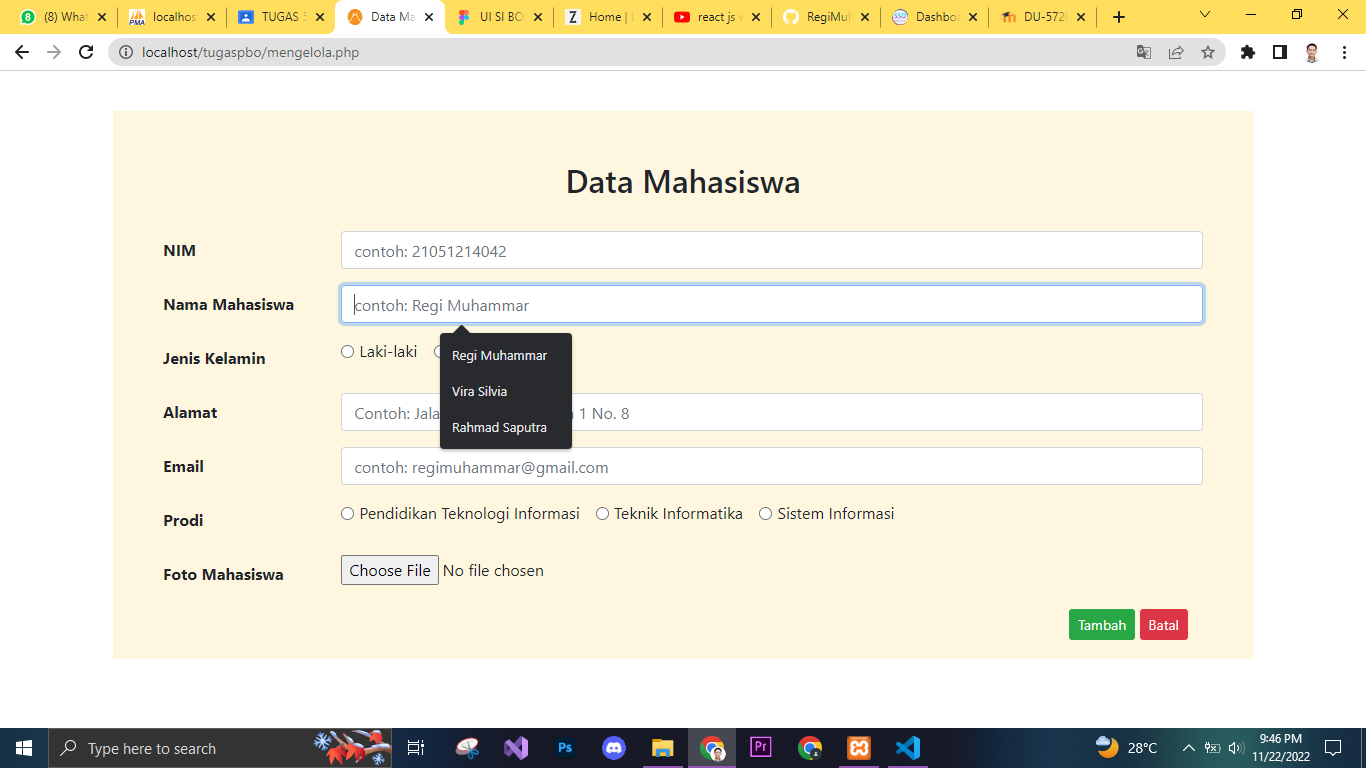 (8) What
localhos
TUGAS 5
Data Ma
UI SI BO
Home |
react js
RegiMuh
Dashbo
DU-572
localhost/tugaspbo/mengelola.php
Data Mahasiswa
NIM
contoh: 21051214042
Nama Mahasiswa
contoh: Regi Muhammar
Regi Muhammar
Vira Silvia
Rahmad Saputra
Jenis Kelamin
Laki-laki
Alamat
Contoh: Jala
1 No. 8
Email
contoh: regimuhammar@gmail.com
Prodi
Pendidikan Teknologi Informasi
Teknik Informatika
Sistem Informasi
Foto Mahasiswa
Choose File No file chosen
Tambah
Batal
Type here to search
28°C
9:46 PM
11/22/2022